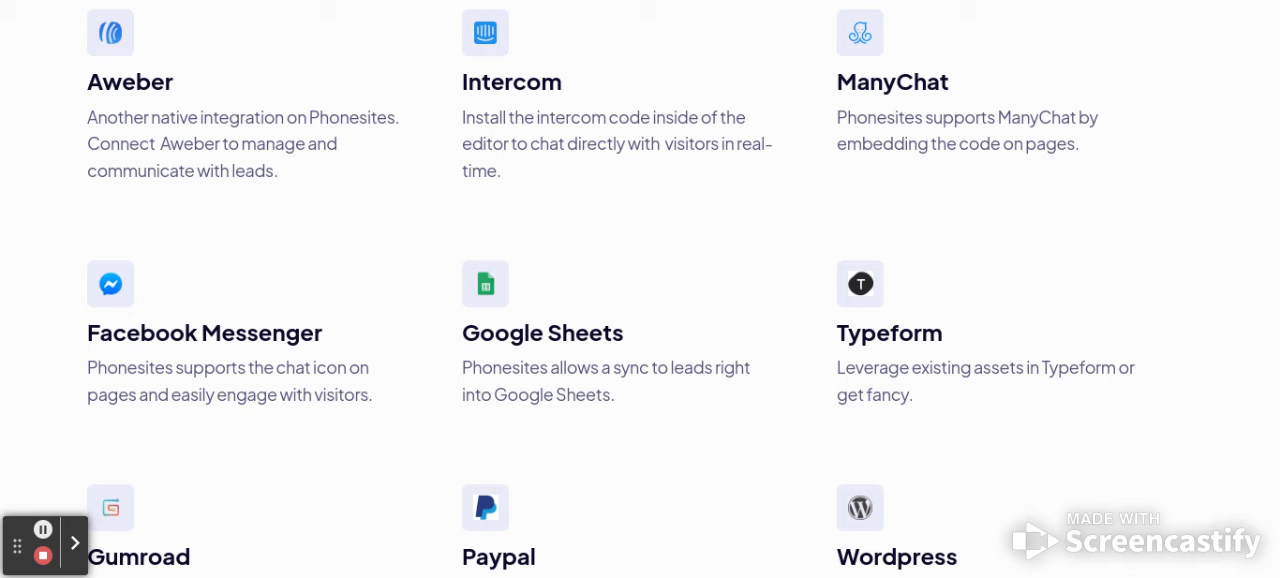 Aweber
Another native integration on Phonesites.
Connect Aweber to manage and
communicate with leads.
Intercom
Install the intercom code inside of the
editor to chat directly with visitors in real-
time.
ManyChat
Phonesites supports ManyChat by
embedding the code on pages.
Facebook Messenger
Phonesites supports the chat icon on
pages and easily engage with visitors.
Google Sheets
Phonesites allows a sync to leads right
into Google Sheets.
T
Typeform
Leverage existing assets in Typeform or
get fancy.
Gumroad
Paypal
Wordpress
MADE WITH
Screencastify